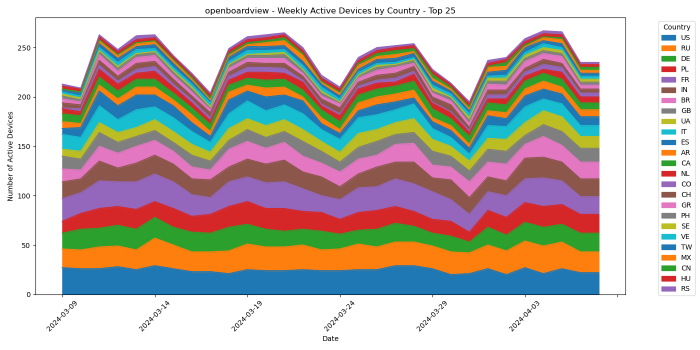 openboardview - Weekly Active Devices by Country - Top 25
Country
US
RU
DE
PL
FR
IN
BR
GB
UA
IT
ES
AR
CA
NL
CO
CH
GR
PH
SE
VE
TW
MX
CN
HU
RS
Number of Active Devices
250
200
150
100
50
0
2024-03-09
2024-03-14
2024-03-19
2024-03-24
2024-03-29
2024-04-03
Date